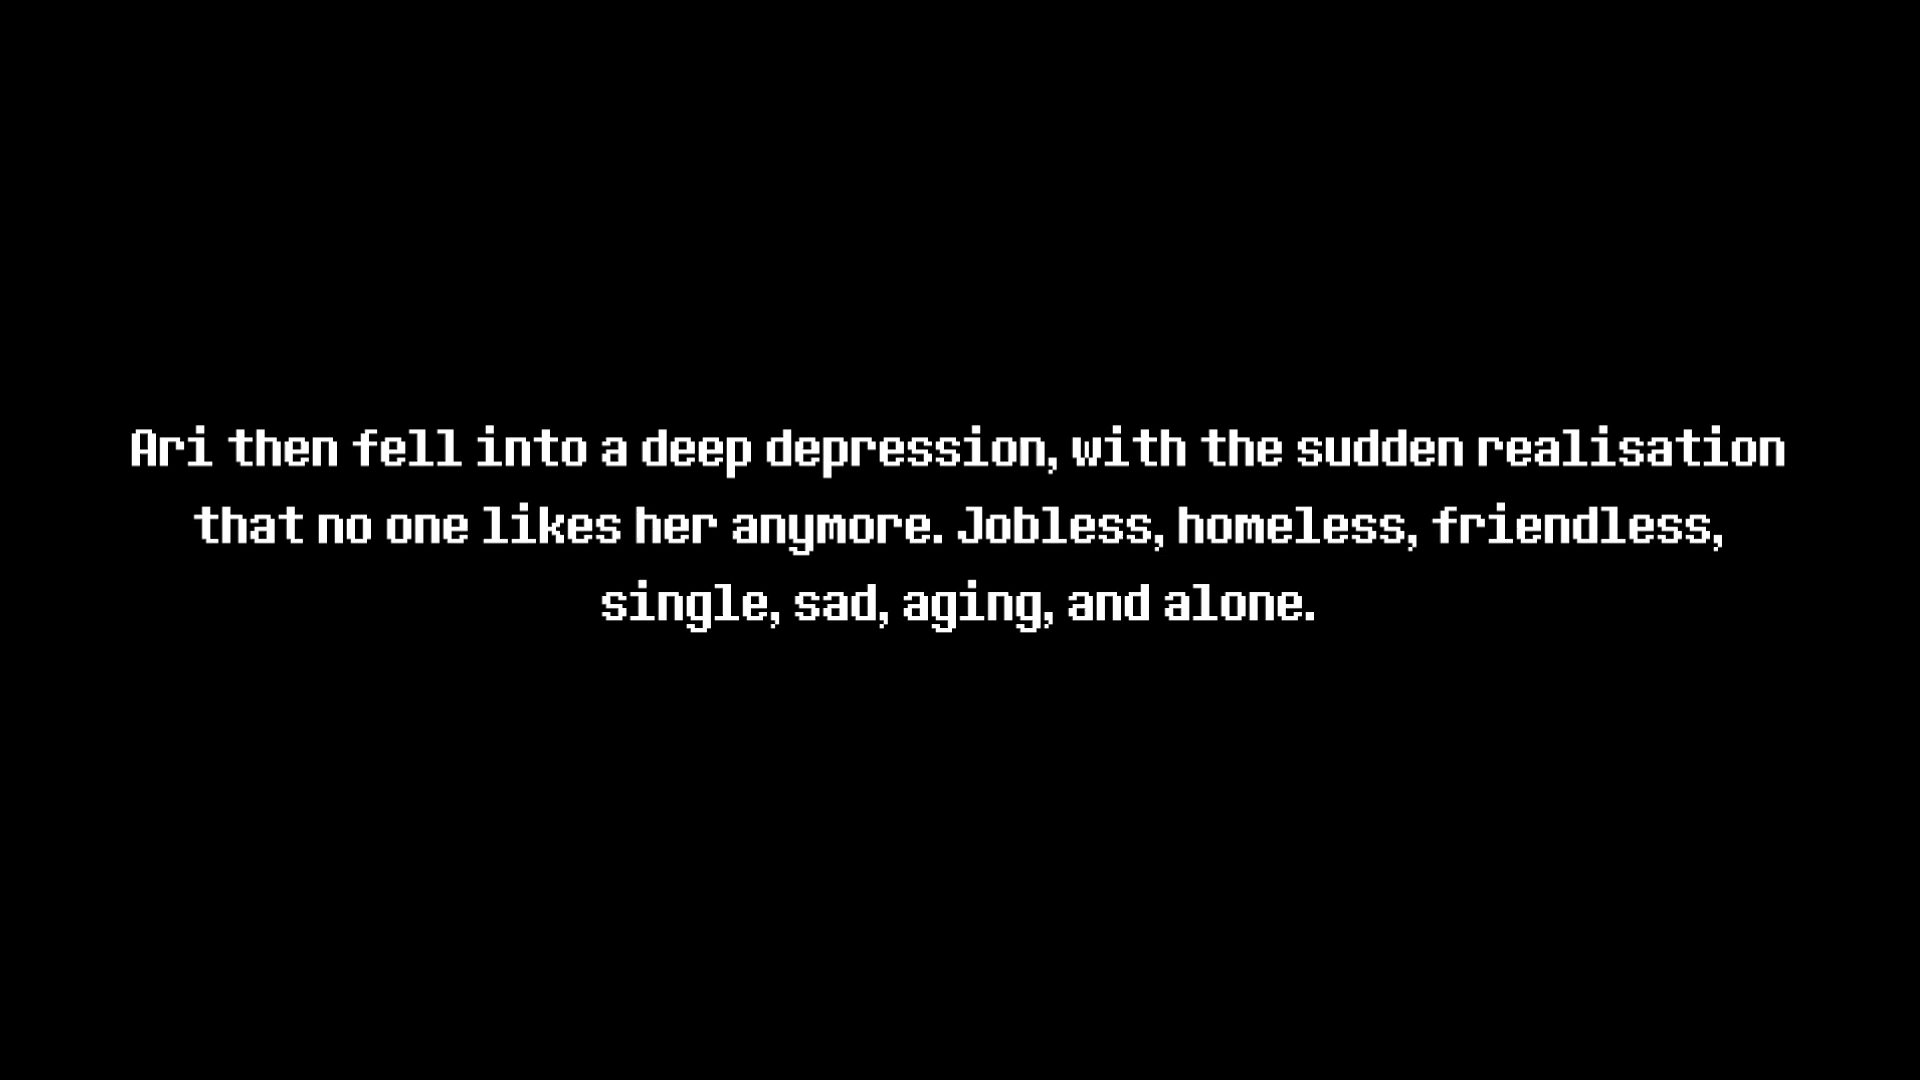 Ari then fell into a deep depression, with the sudden realisation
that no one likes her anymore. Jobless, homeless, friendless,
single, sad, aging, and alone.